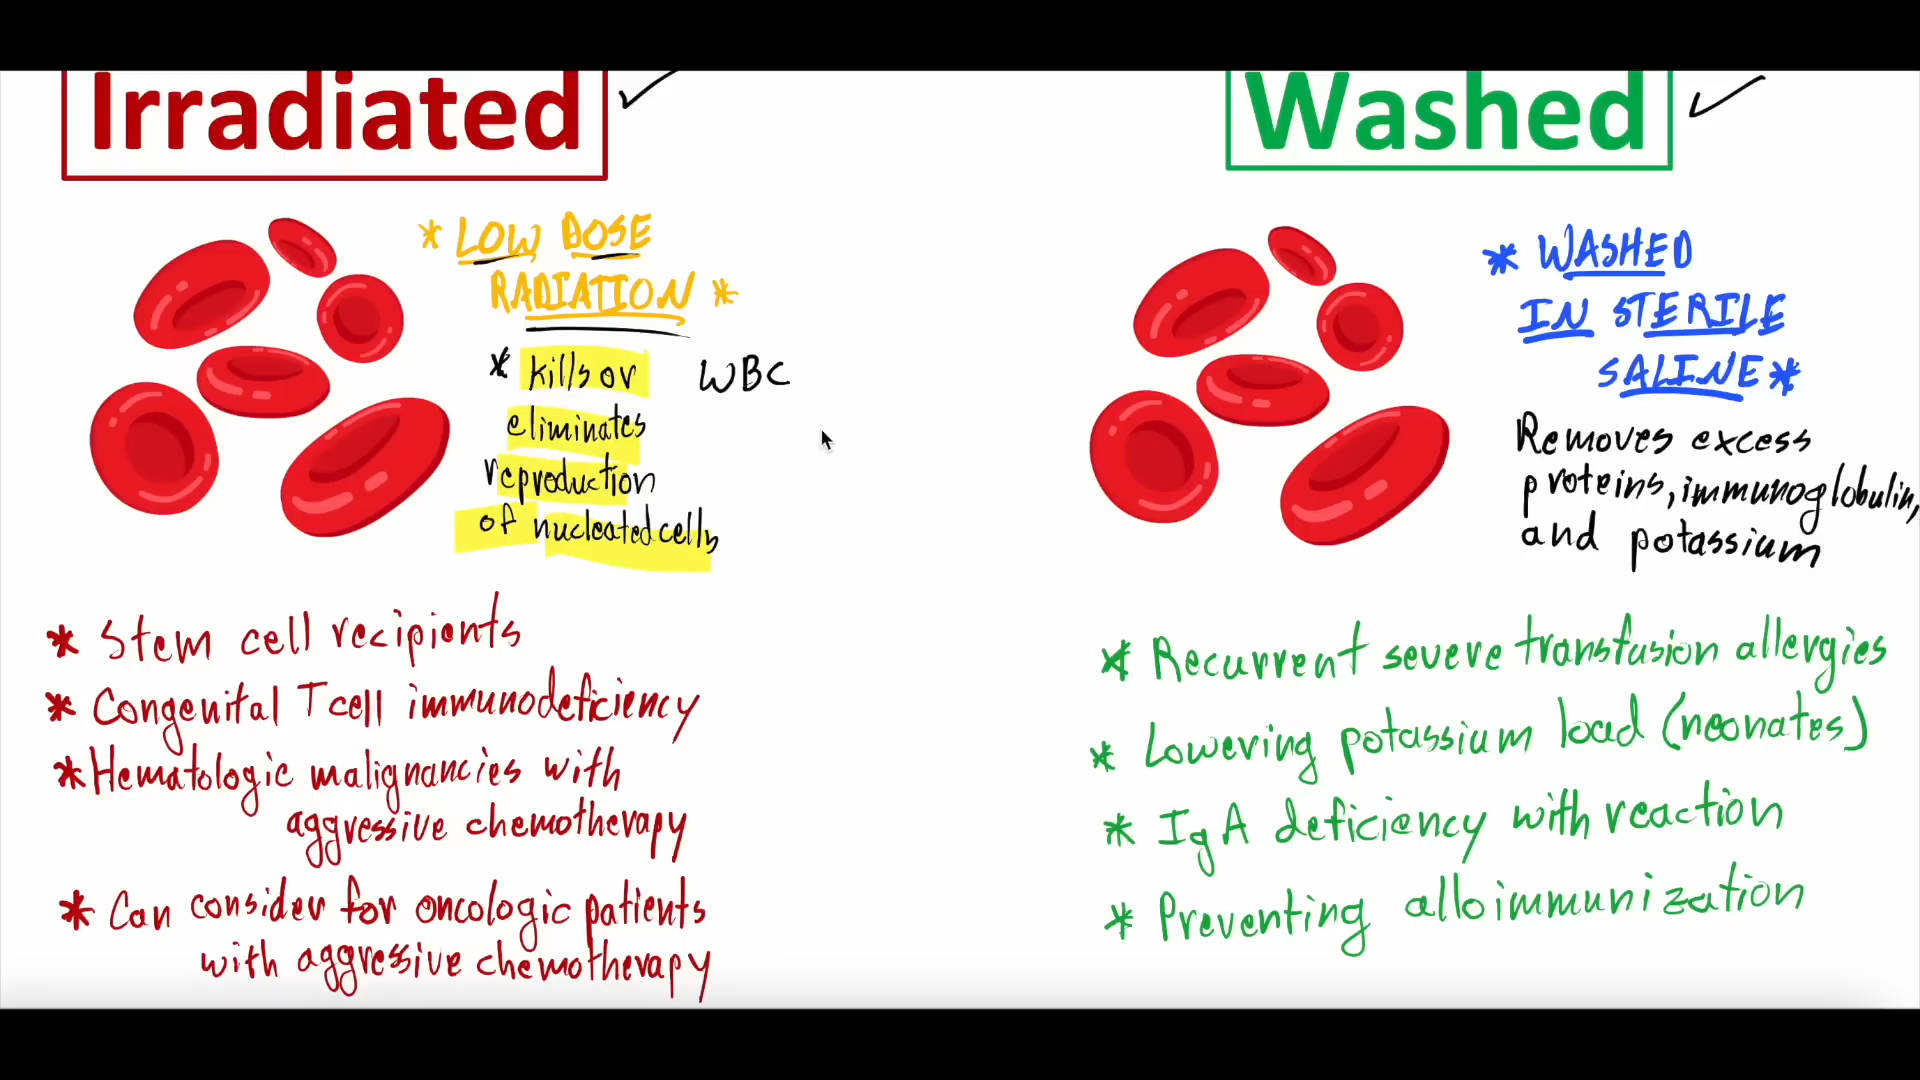 Irradiated
* LOW DOSE
RADIATION *
* kills or WBC
eliminates
reproduction
of nucleated cells
* Stem cell recipients
* Congenital T cell immunodeficiency
* Hematologic malignancies with
aggressive chemotherapy
* Can consider for oncologic patients
with aggressive chemotherapy
Washed
* WASHED
IN STERILE
SALINE *
Removes excess
proteins, immunoglobulin,
and potassium
* Recurrent severe transfusion allergies
* Lowering potassium load (neonates)
* IgA deficiency with reaction
* Preventing alloimmunization